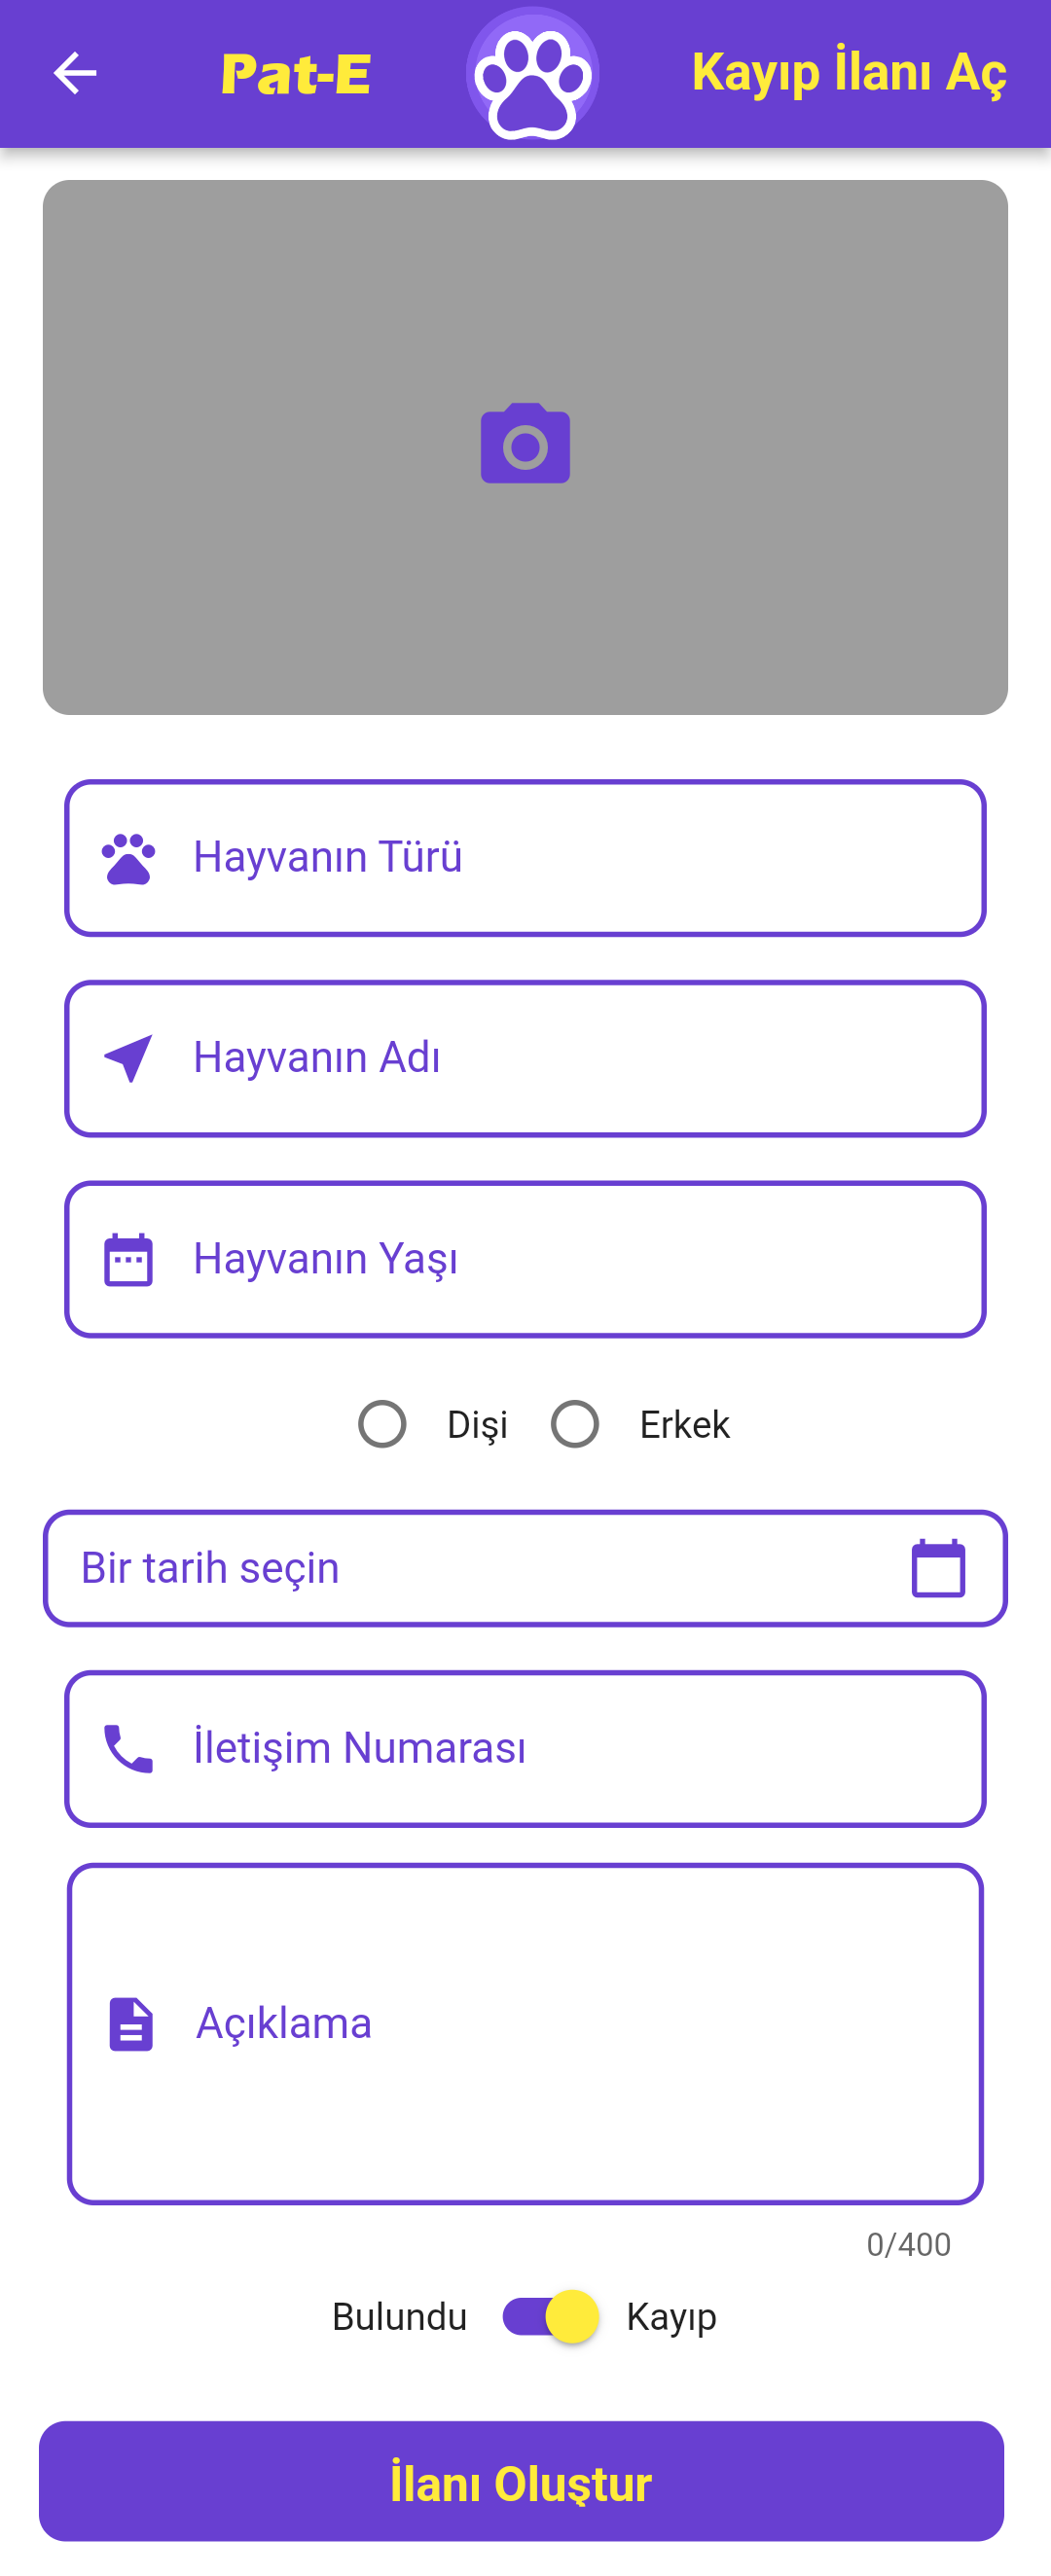 Pat-E
Kayıp İlanı Aç
Hayvanın Türü
Hayvanın Adı
Hayvanın Yaşı
Dişi Erkek
Bir tarih seçin
İletişim Numarası
Açıklama
0/400
Bulundu Kayıp
İlanı Oluştur